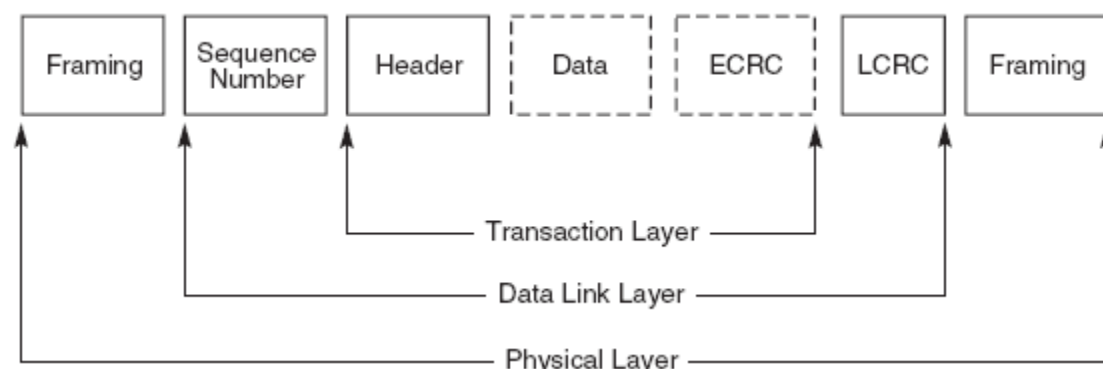 Framing
Sequence
Number
Header
Data
ECRC
LCRC
Framing
Transaction Layer
Data Link Layer
Physical Layer